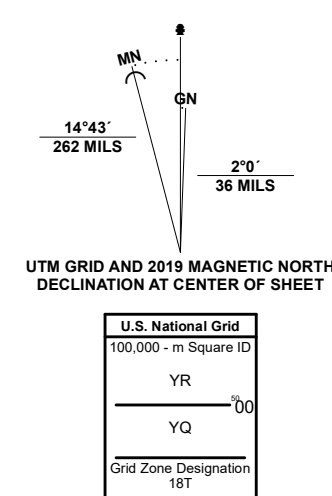 MN
GN
14°43´
262 MILS
2°0´
36 MILS
UTM GRID AND 2019 MAGNETIC NORTH
DECLINATION AT CENTER OF SHEET
U.S. National Grid
100,000 - m Square ID
YR
5000
YQ
Grid Zone Designation
18T